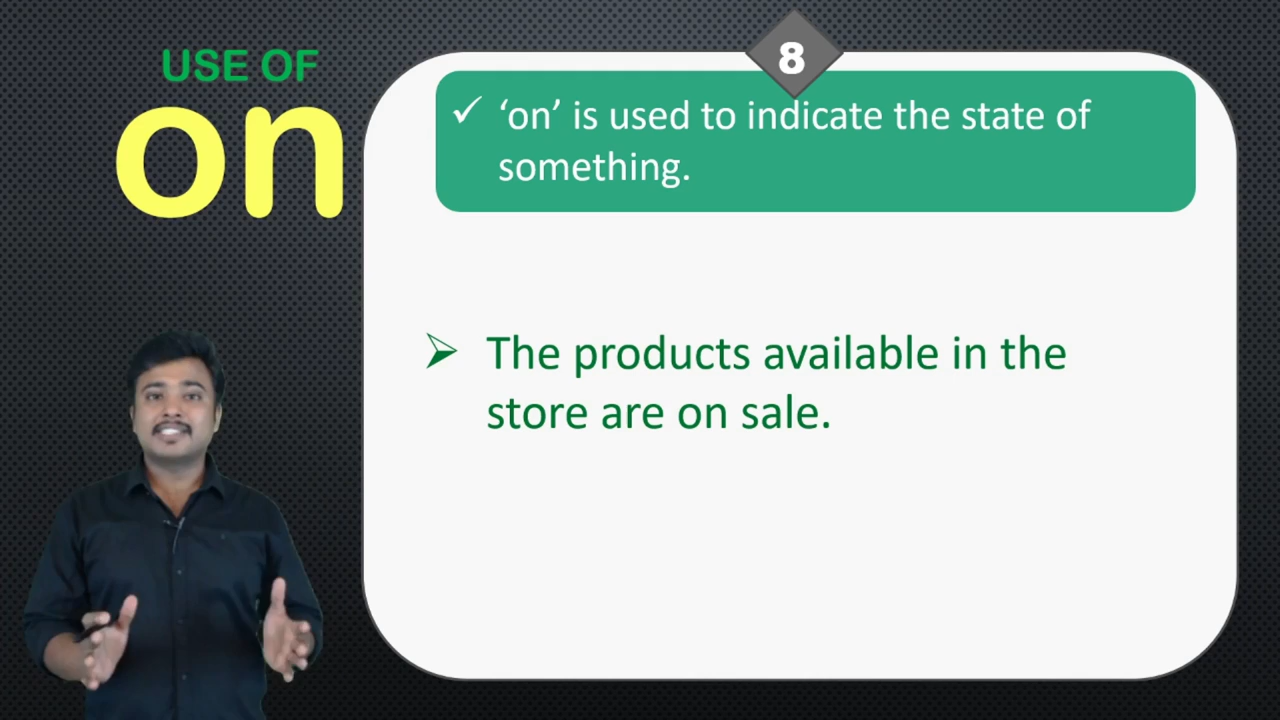 USE OF
on
8
✓ ‘on’ is used to indicate the state of
something.
➢ The products available in the
store are on sale.